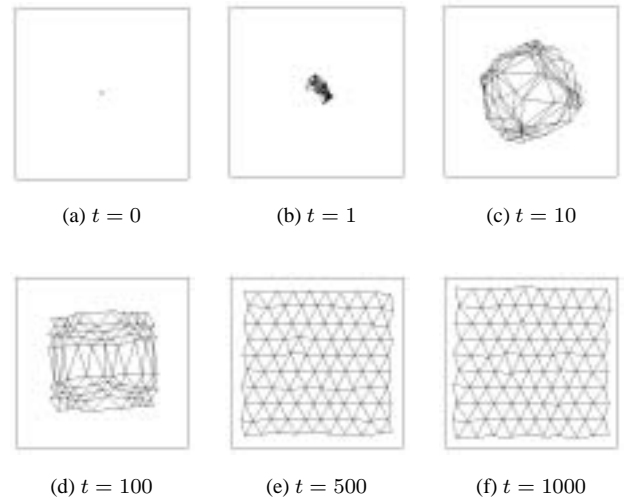 (a) t = 0
(b) t = 1
(c) t = 10
(d) t = 100
(e) t = 500
(f) t = 1000